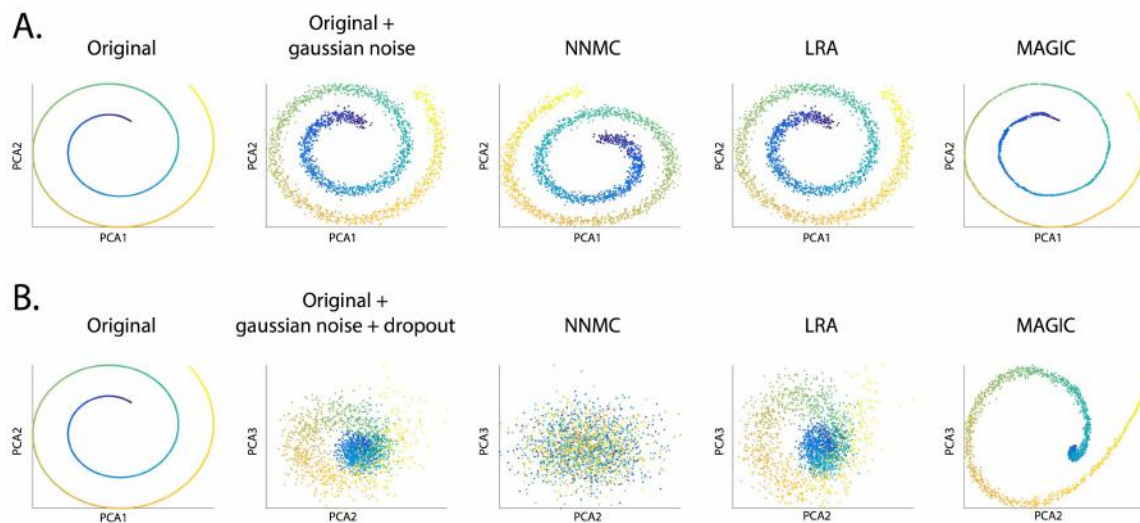 A.
Original
Original +
gaussian noise
NNMC
LRA
MAGIC
PCA2
PCA1
PCA2
PCA1
PCA2
PCA1
PCA2
PCA1
PCA2
PCA1
B.
Original
Original +
gaussian noise + dropout
NNMC
LRA
MAGIC
PCA2
PCA1
PCA3
PCA2
PCA3
PCA2
PCA3
PCA2
PCA3
PCA2